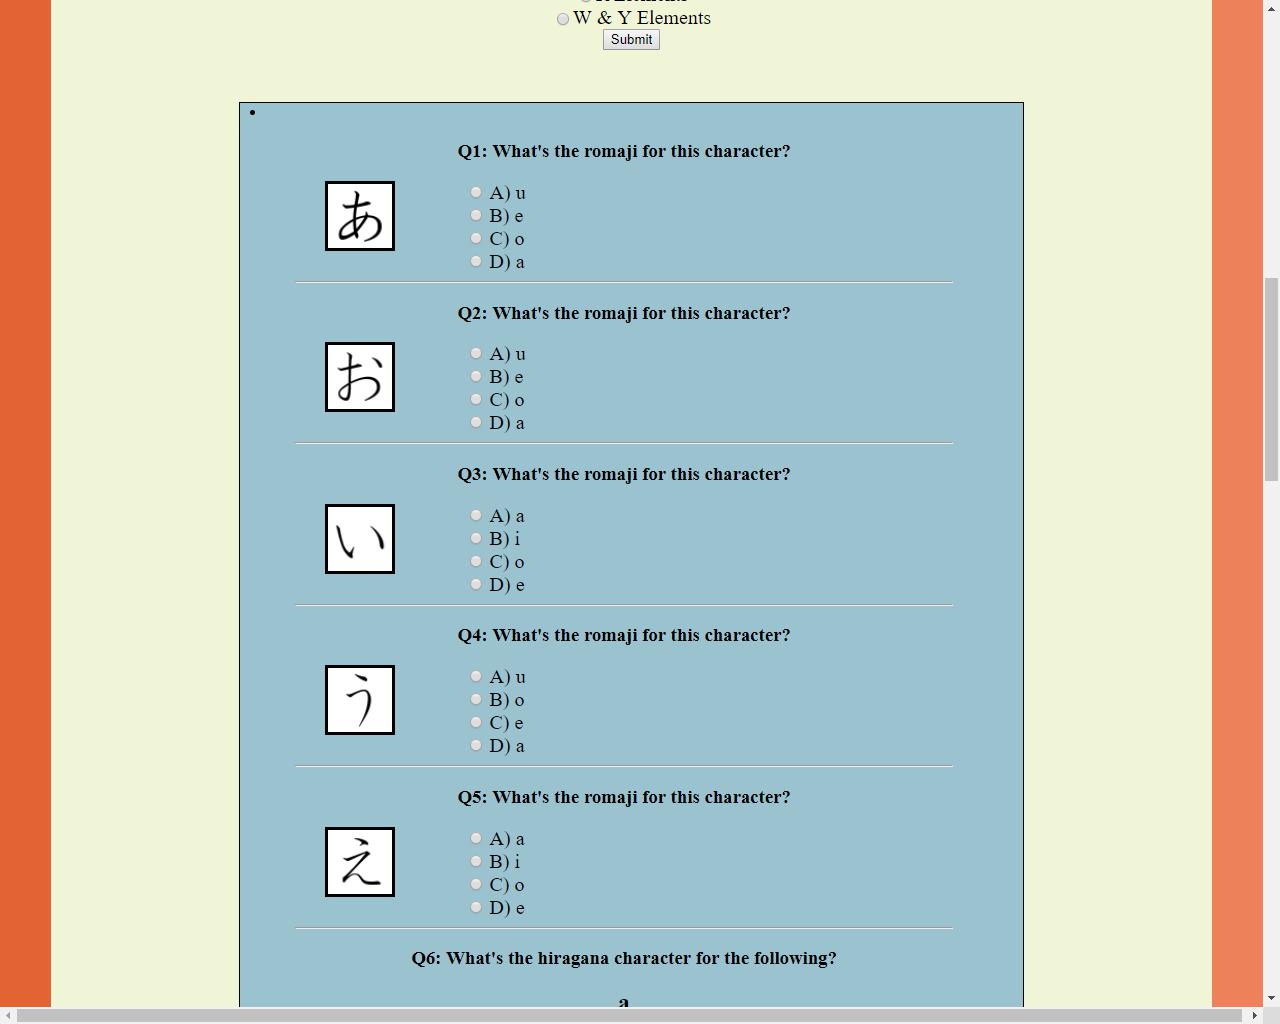 W & Y Elements
Submit
Q1: What's the romaji for this character?
あ
A) u
B) e
C) o
D) a
Q2: What's the romaji for this character?
お
A) u
B) e
C) o
D) a
Q3: What's the romaji for this character?
い
A) a
B) i
C) o
D) e
Q4: What's the romaji for this character?
う
A) u
B) o
C) e
D) a
Q5: What's the romaji for this character?
え
A) a
B) i
C) o
D) e
Q6: What's the hiragana character for the following?
a